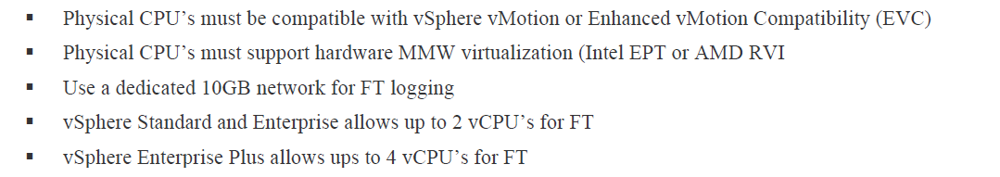 ▪ Physical CPU’s must be compatible with vSphere vMotion or Enhanced vMotion Compatibility (EVC)
▪ Physical CPU’s must support hardware MMW virtualization (Intel EPT or AMD RVI
▪ Use a dedicated 10GB network for FT logging
▪ vSphere Standard and Enterprise allows up to 2 vCPU’s for FT
▪ vSphere Enterprise Plus allows ups to 4 vCPU’s for FT